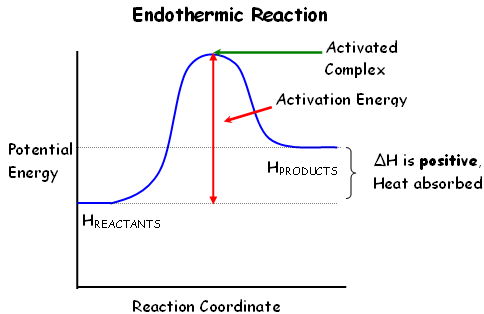 Endothermic Reaction
Activated
Complex
Activation Energy
Potential
Energy
HPRODUCTS
ΔH is positive,
Heat absorbed
HREACTANTS
Reaction Coordinate